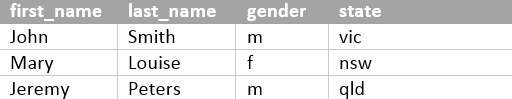 first_name last_name gender state
John Smith m vic
Mary Louise f nsw
Jeremy Peters m qld